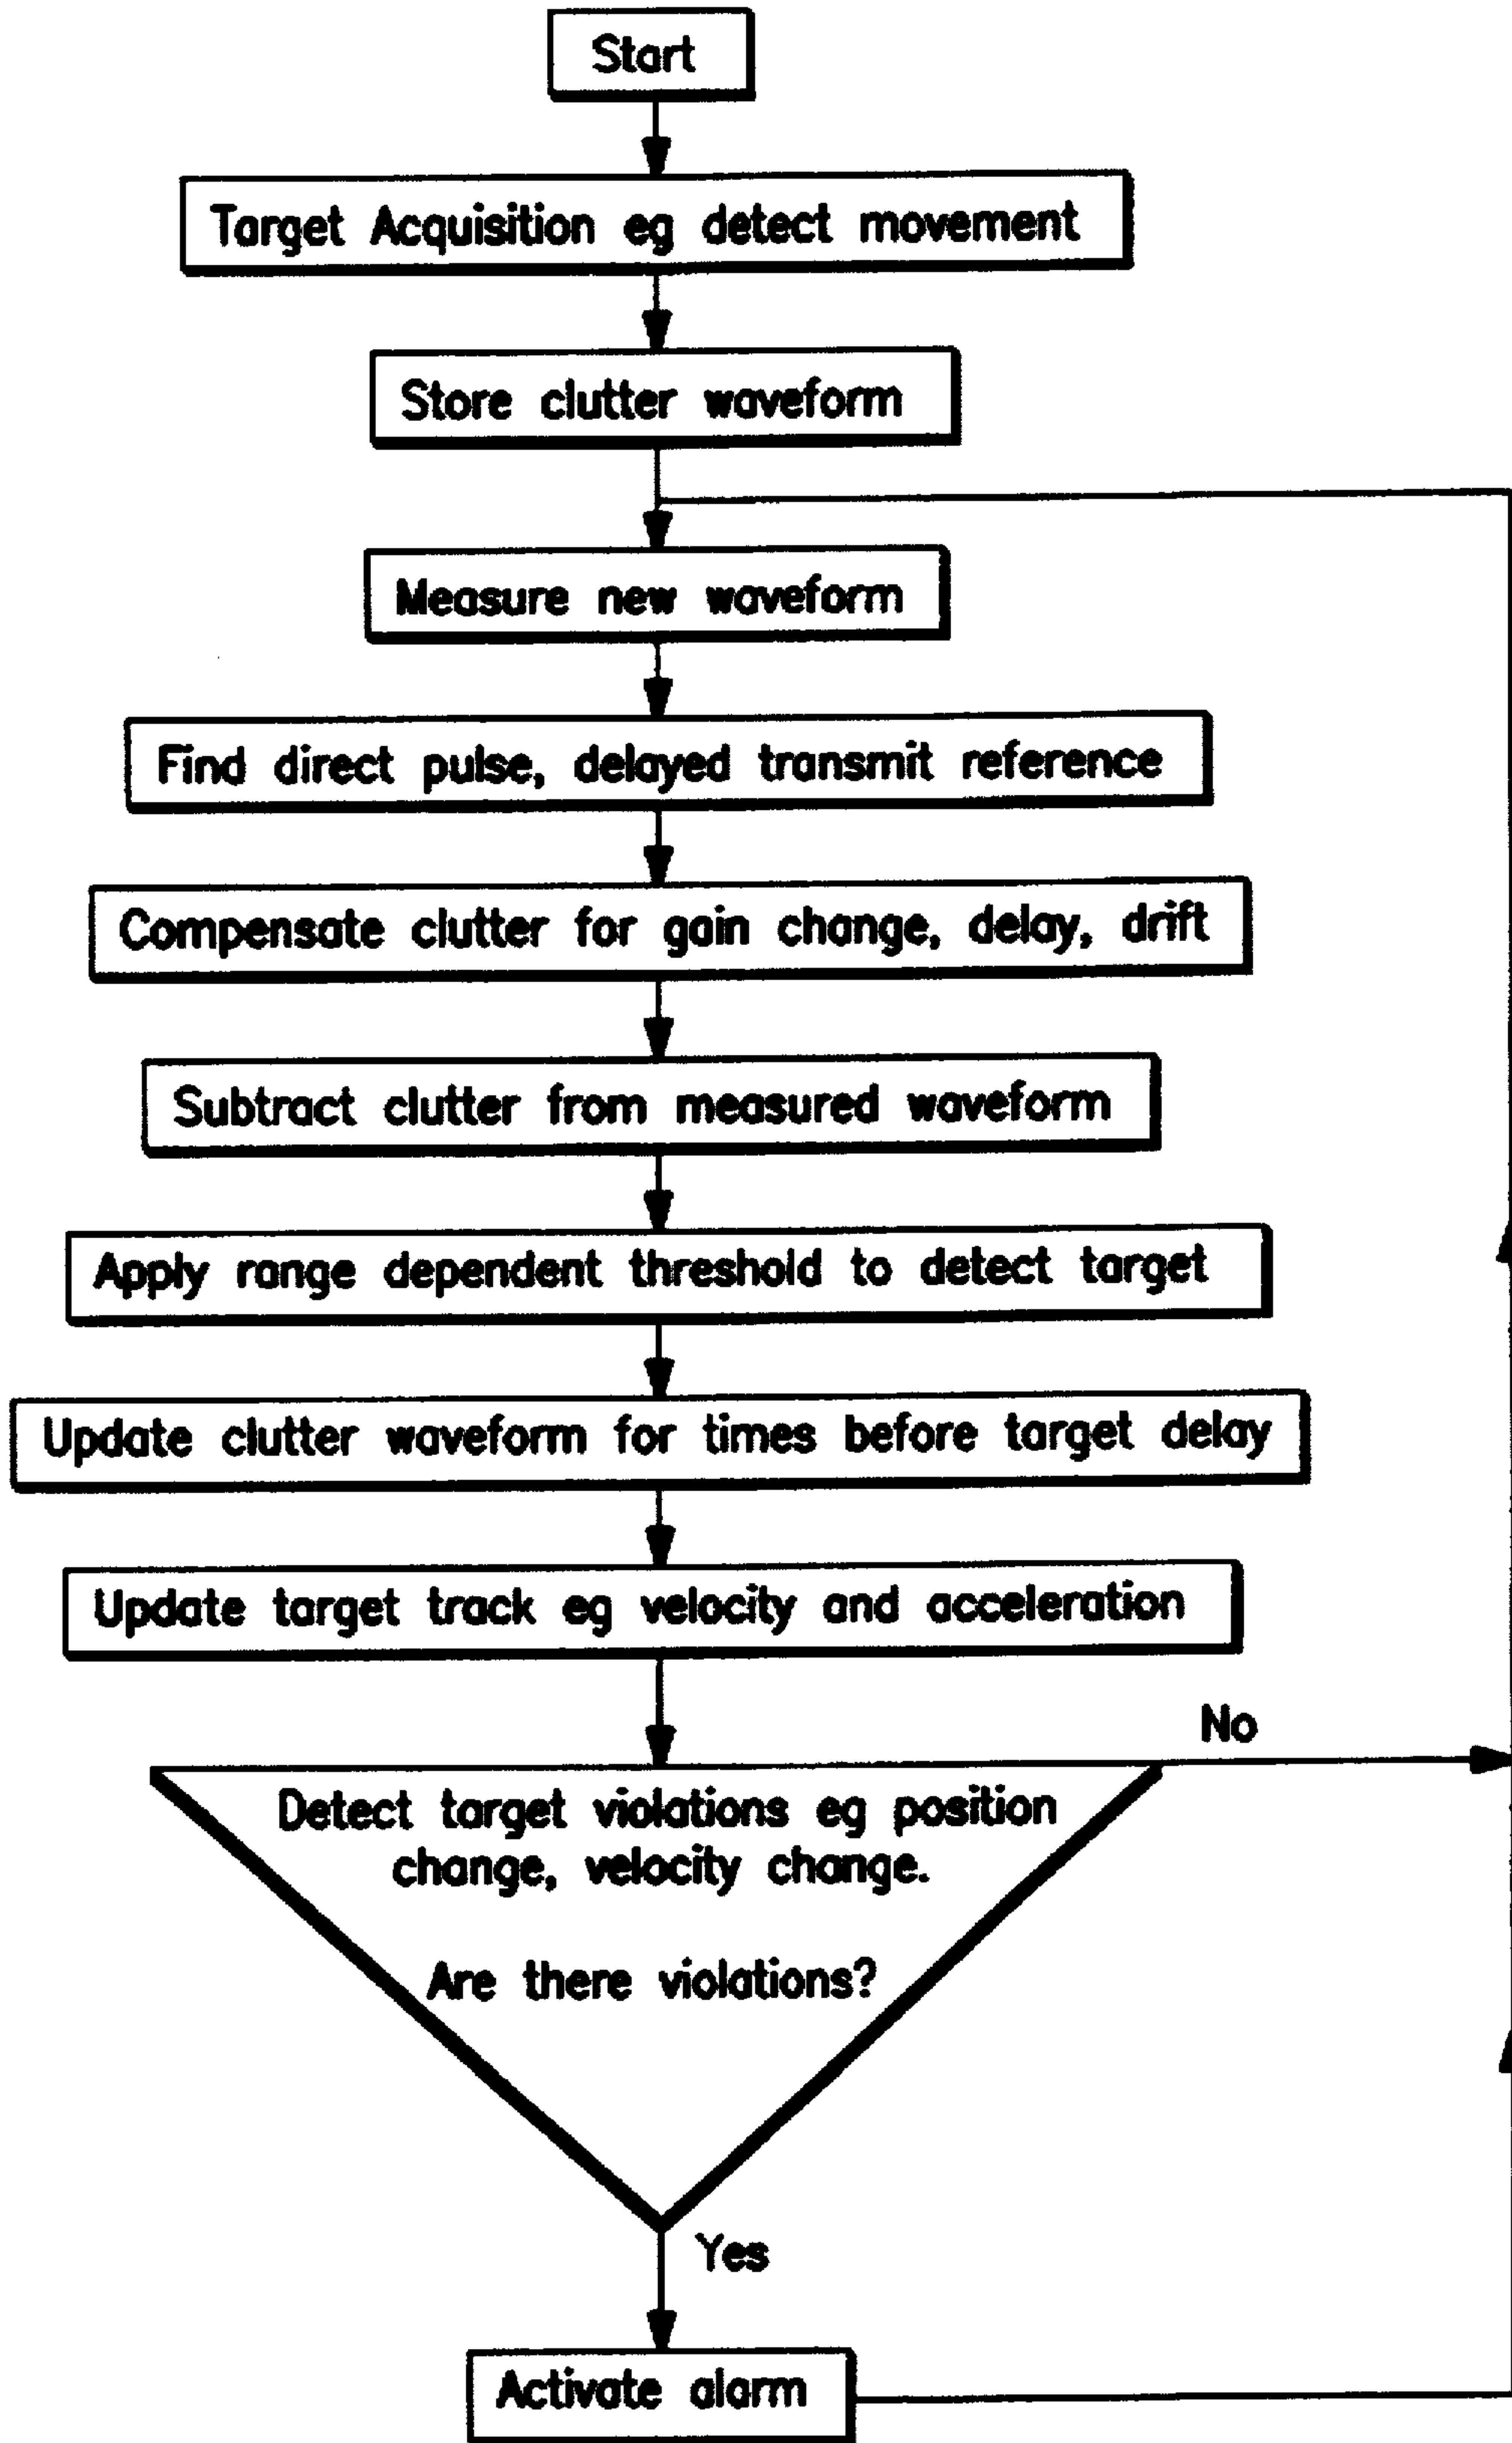 Start
Target Acquisition eg detect movement
Store clutter waveform
Measure new waveform
Find direct pulse, delayed transmit reference
Compensate clutter for gain change, delay, drift
Subtract clutter from measured waveform
Apply range dependent threshold to detect target
Update clutter waveform for times before target delay
Update target track eg velocity and acceleration
No
Detect target violations eg position
change, velocity change.
Are there violations?
Yes
Activate alarm